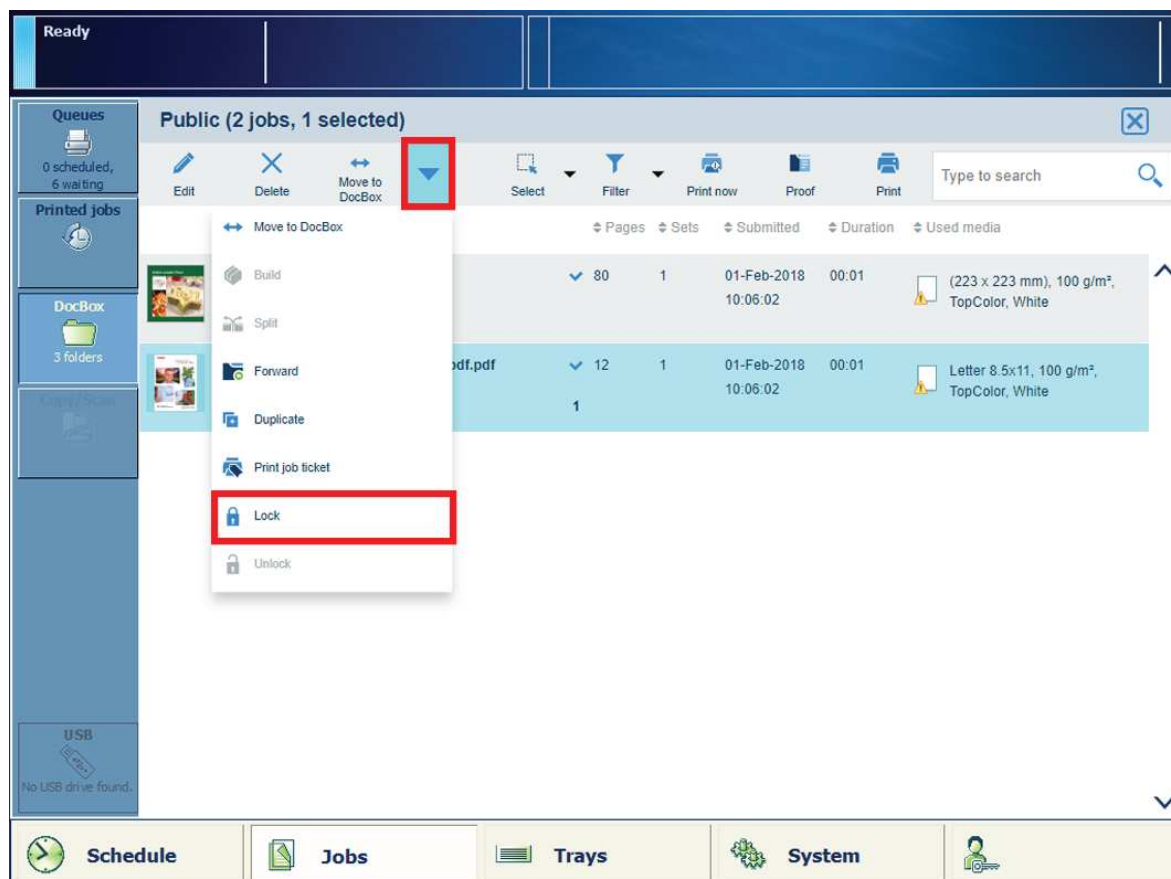 Ready
Queues
0 scheduled,
6 waiting
Printed jobs
DocBox
3 folders
Copy/Scan
USB
No USB drive found.
Public (2 jobs, 1 selected)
Edit
Delete
Move to
DocBox
Select
Filter
Print now
Proof
Print
Type to search
Pages
Sets
Submitted
Duration
Used media
80
1
01-Feb-2018
10:06:02
00:01
(223 x 223 mm), 100 g/m²,
TopColor, White
odf.pdf
12
1
01-Feb-2018
10:06:02
00:01
Letter 8.5x11, 100 g/m²,
TopColor, White
1
Move to DocBox
Build
Split
Forward
Duplicate
Print job ticket
Lock
Unlock
Schedule
Jobs
Trays
System